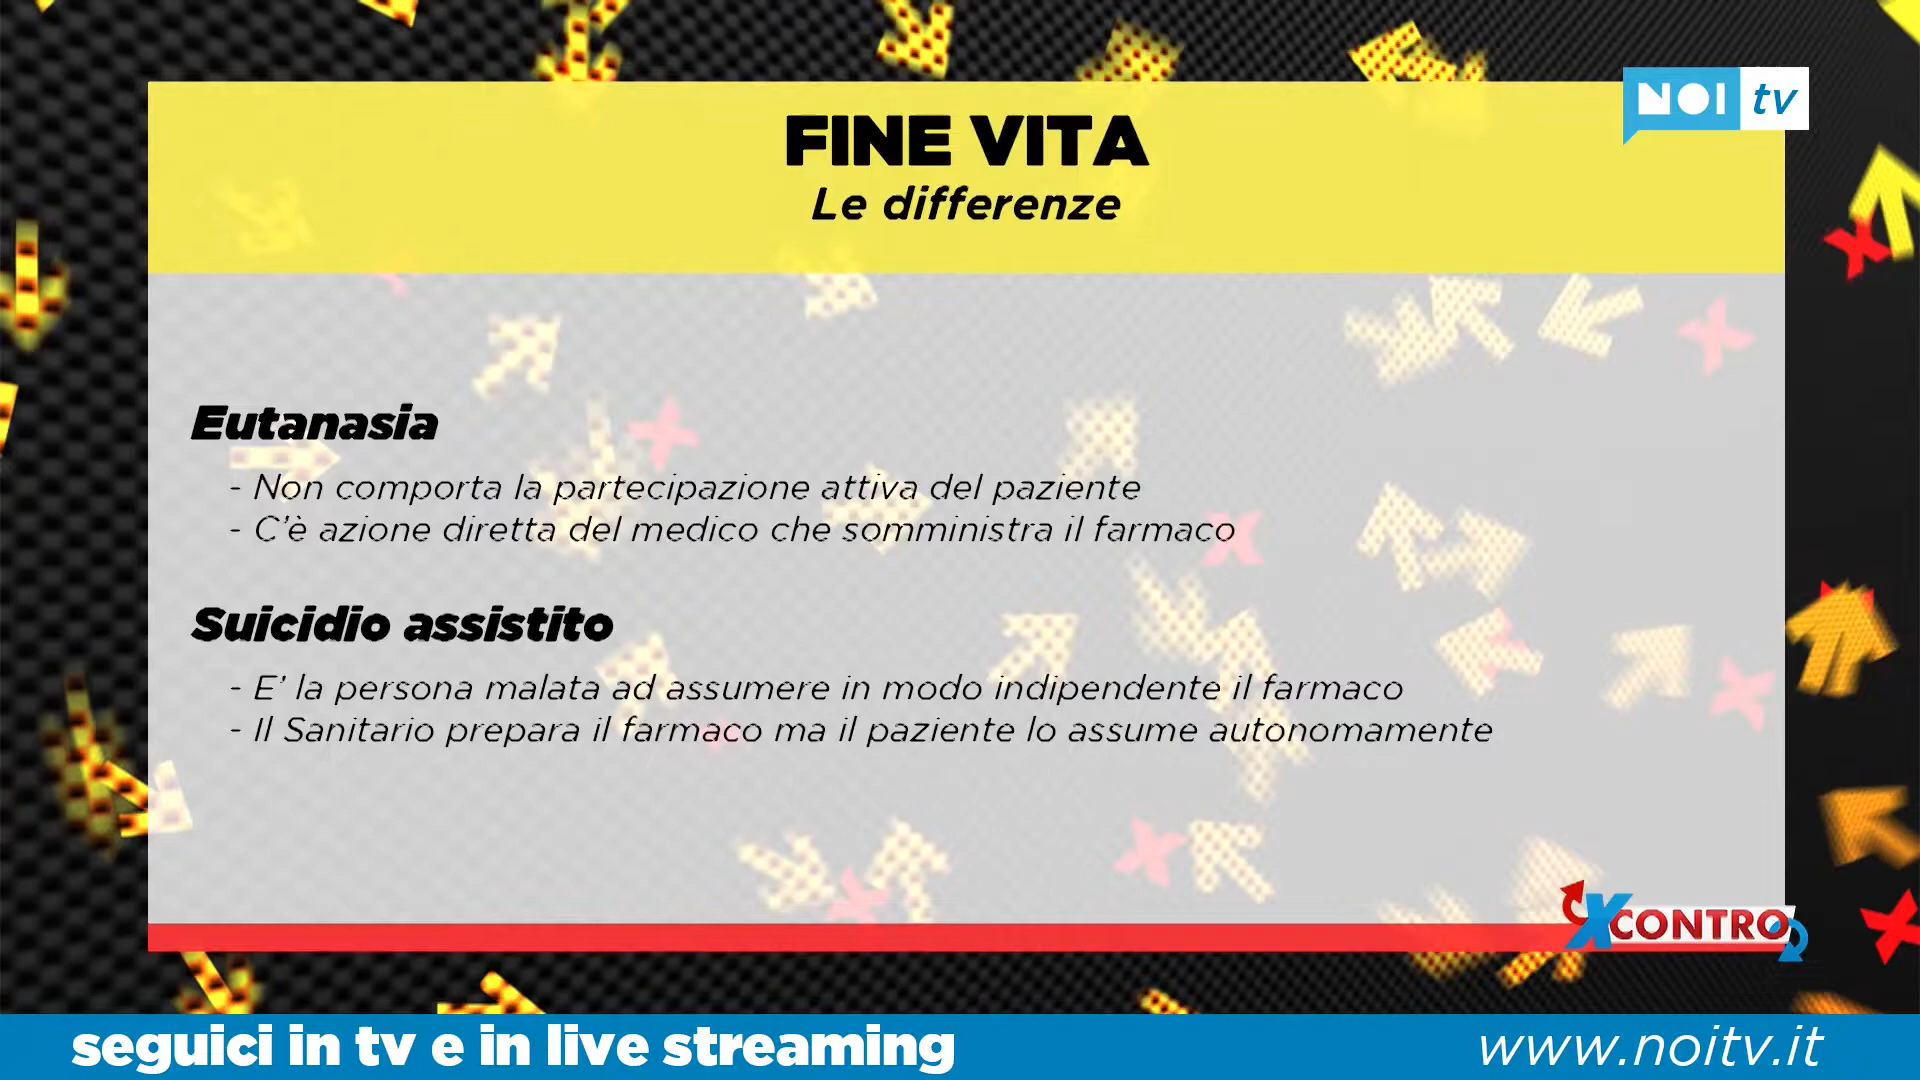 NOI tv
FINE VITA
Le differenze
Eutanasia
- Non comporta la partecipazione attiva del paziente
- C'è azione diretta del medico che somministra il farmaco
Suicidio assistito
- E' la persona malata ad assumere in modo indipendente il farmaco
- Il Sanitario prepara il farmaco ma il paziente lo assume autonomamente
XCONTRO
seguici in tv e in live streaming
www.noitv.it